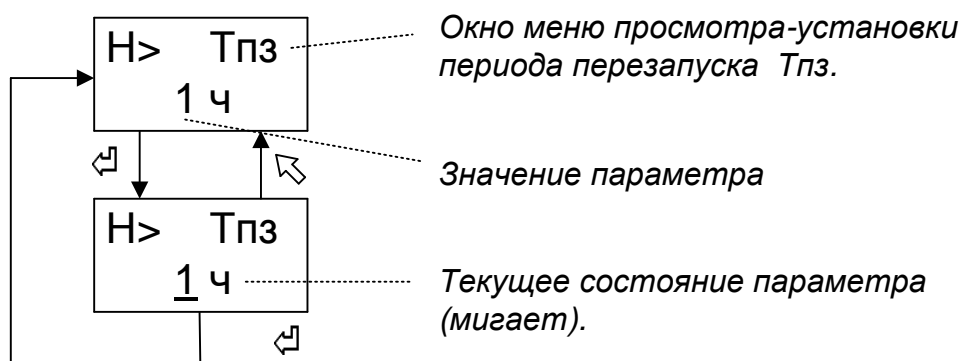 Н> Тпз
1 ч
Окно меню просмотра-установки
периода перезапуска Тпз.
Значение параметра
Н> Тпз
1 ч
Текущее состояние параметра
(мигает).